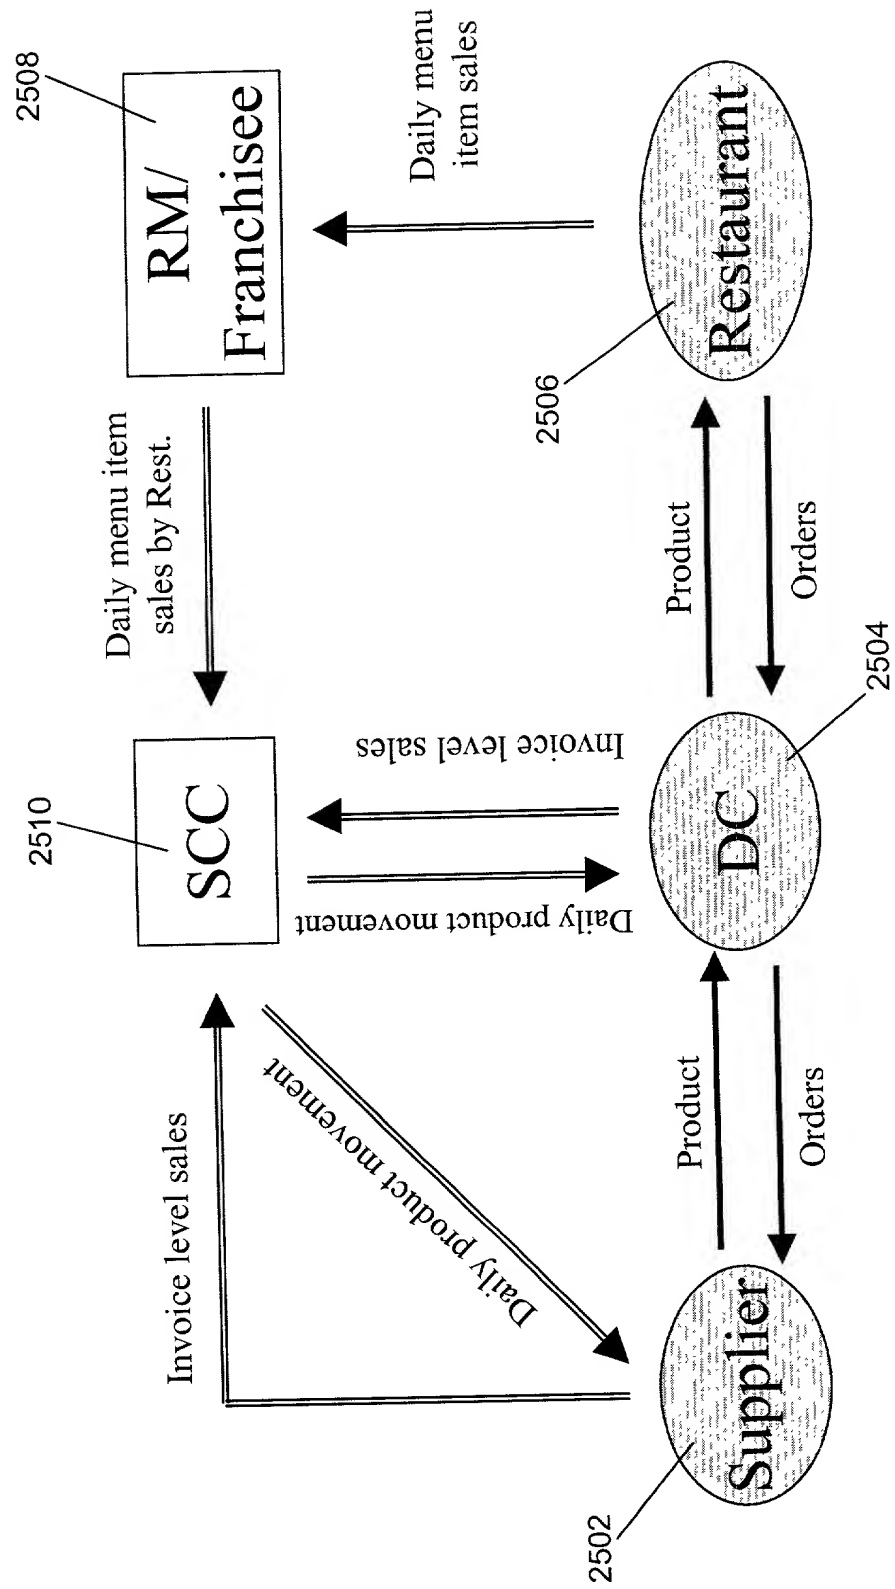 2510
2508
SCC
RM/
Franchisee
Daily menu item
sales by Rest.
Invoice level sales
Daily product movement
Daily product movement
Invoice level sales
Daily menu
item sales
2502
Supplier
Product
Orders
DC
2504
Product
Orders
2506
Restaurant